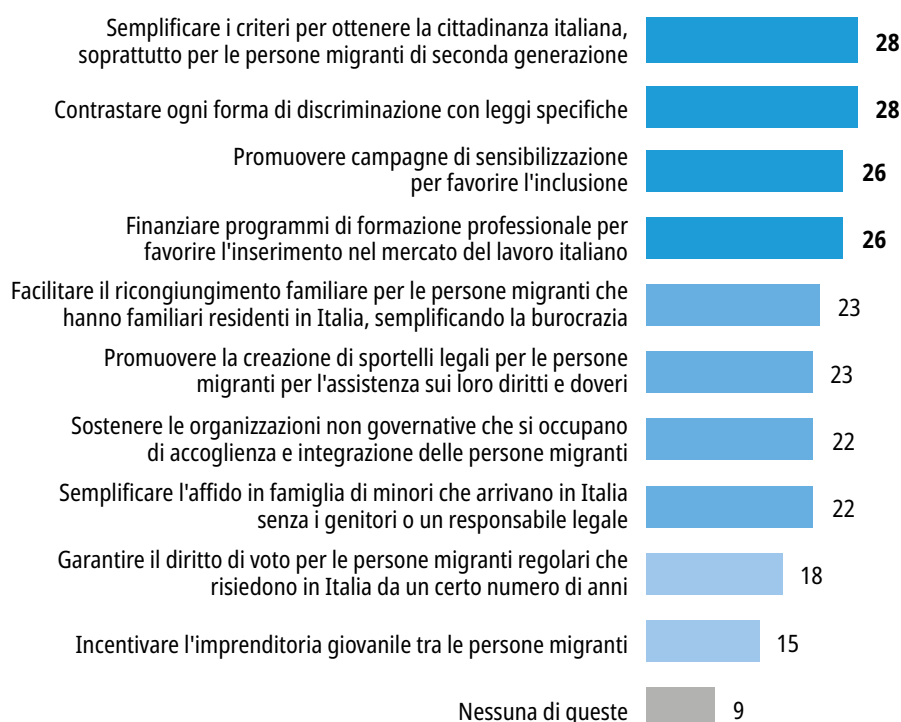 Semplificare i criteri per ottenere la cittadinanza italiana,
soprattutto per le persone migranti di seconda generazione
28
Contrastare ogni forma di discriminazione con leggi specifiche
28
Promuovere campagne di sensibilizzazione
per favorire l'inclusione
26
Finanziare programmi di formazione professionale per
favorire l'inserimento nel mercato del lavoro italiano
26
Facilitare il ricongiungimento familiare per le persone migranti che
hanno familiari residenti in Italia, semplificando la burocrazia
23
Promuovere la creazione di sportelli legali per le persone
migranti per l'assistenza sui loro diritti e doveri
23
Sostenere le organizzazioni non governative che si occupano
di accoglienza e integrazione delle persone migranti
22
Semplificare l'affido in famiglia di minori che arrivano in Italia
senza i genitori o un responsabile legale
22
Garantire il diritto di voto per le persone migranti regolari che
risiedono in Italia da un certo numero di anni
18
Incentivare l'imprenditoria giovanile tra le persone migranti
15
Nessuna di queste
9